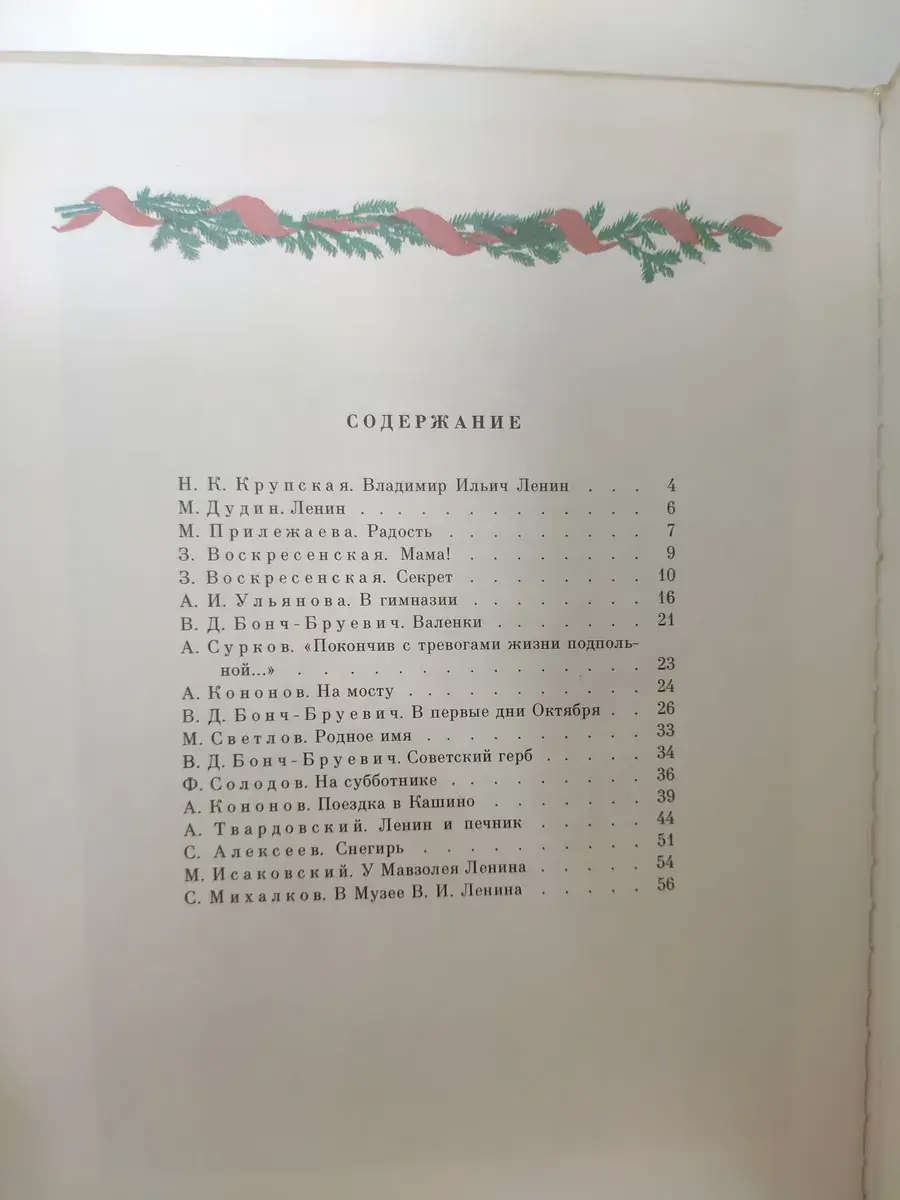 СОДЕРЖАНИЕ
Н. К. Крупская. Владимир Ильич Ленин . . . 4
М. Дудин. Ленин . . . . . . . . . . . . . 6
М. Прилежаева. Радость . . . . . . . . . 7
З. Воскресенская. Мама! . . . . . . . . 9
З. Воскресенская. Секрет . . . . . . . . 10
А. И. Ульянова. В гимназии . . . . . . . . 16
В. Д. Бонч-Бруевич. Валенки . . . . . . . 21
А. Сурков. «Покончив с тревогами жизни подполь-
ной...» . . . . . . . . . . . . . . 23
А. Кононов. На мосту . . . . . . . . . . . 24
В. Д. Бонч-Бруевич. В первые дни Октября . . 26
М. Светлов. Родное имя . . . . . . . . . . 33
В. Д. Бонч-Бруевич. Советский герб . . . . . 34
Ф. Солодов. На субботнике . . . . . . . . . 36
А. Кононов. Поездка в Кашино . . . . . . . 39
А. Твардовский. Ленин и печник . . . . . 44
С. Алексеев. Снегирь . . . . . . . . . . 51
М. Исаковский. У Мавзолея Ленина . . . . . 54
С. Михалков. В Музее В. И. Ленина . . . . . 56